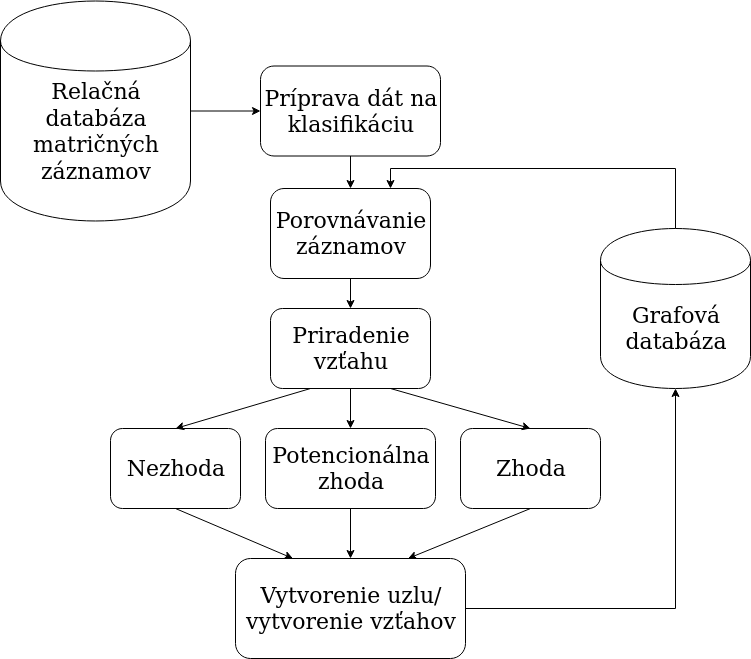 Relačná
databáza
matričných
záznamov
Príprava dát na
klasifikáciu
Porovnávanie
záznamov
Grafová
databáza
Priradenie
vzťahu
Nezhoda
Potencionálna
zhoda
Zhoda
Vytvorenie uzlu/
vytvorenie vzťahov